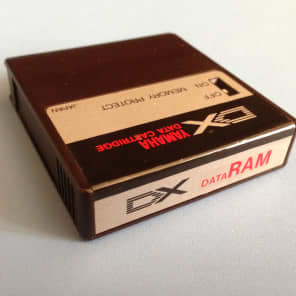 OFF
ON MEMORY PROTECT
JAPAN
DX
YAMAHA
DATA CARTRIDGE
DX
DATA RAM